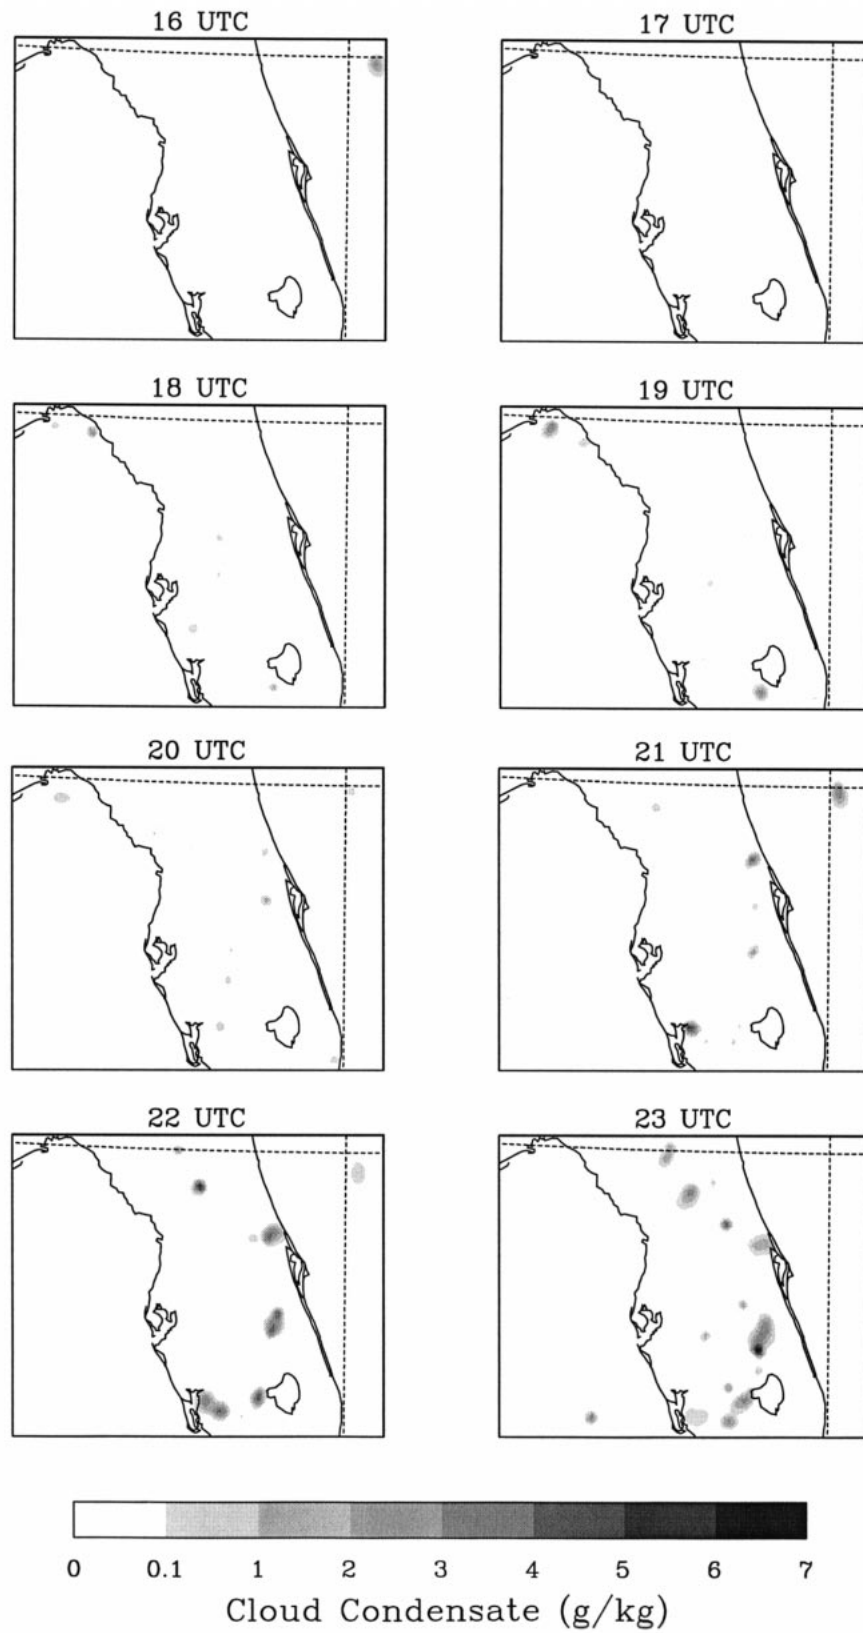 16 UTC
17 UTC
18 UTC
19 UTC
20 UTC
21 UTC
22 UTC
23 UTC
0 0.1 1 2 3 4 5 6 7
Cloud Condensate (g/kg)